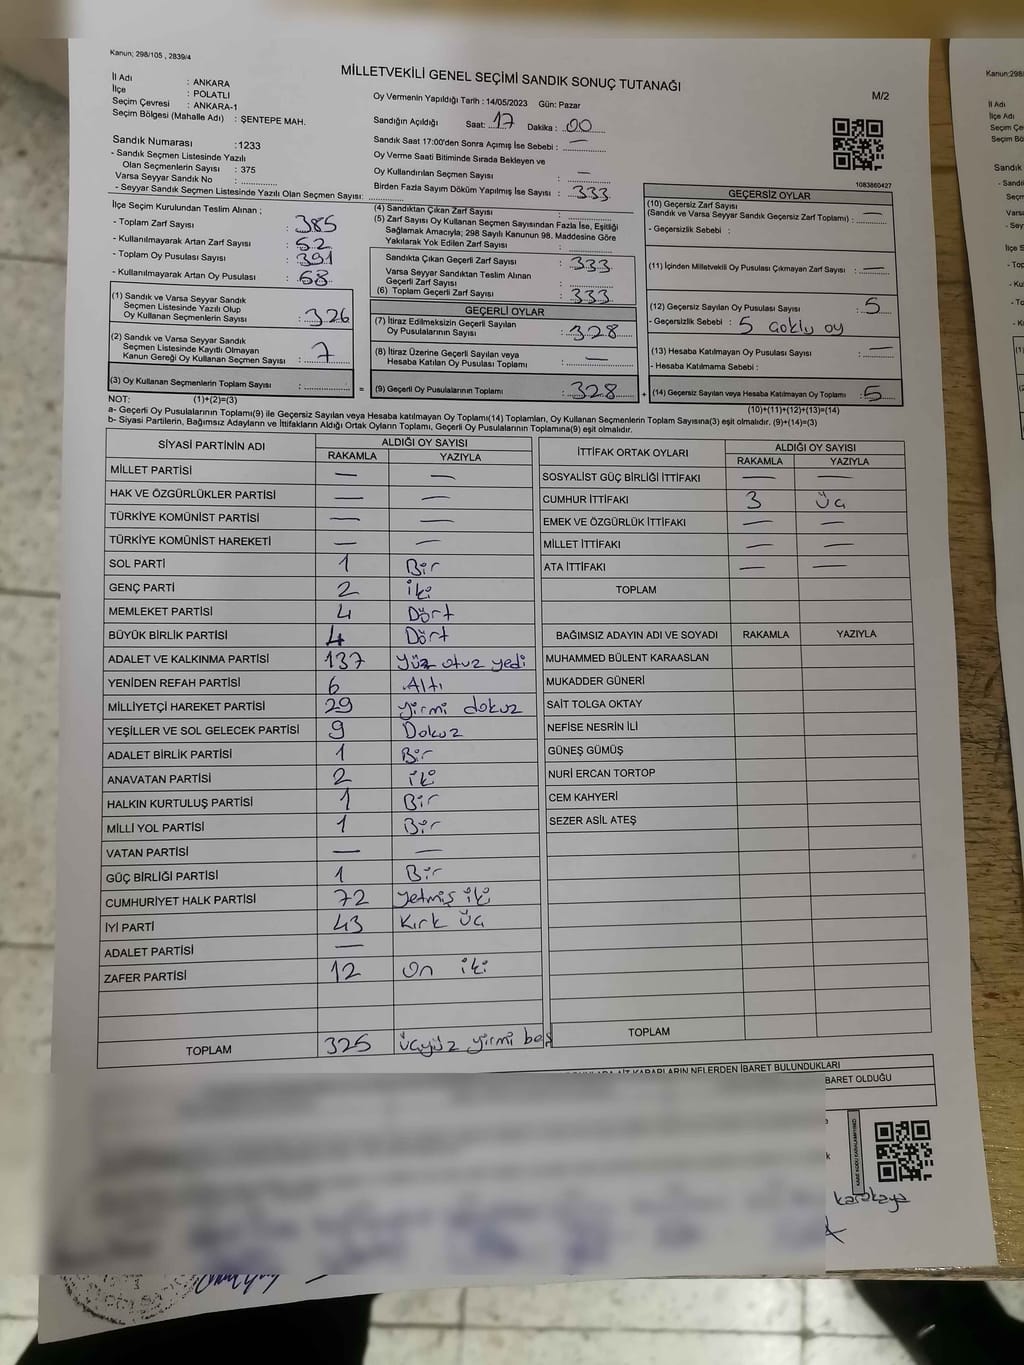 Kanun; 298/105 , 2839/4
MİLLETVEKİLİ GENEL SEÇİMİ SANDIK SONUÇ TUTANAĞI
M/2
İl Adı : ANKARA
İlçe : POLATLI
Seçim Çevresi : ANKARA-1
Seçim Bölgesi (Mahalle Adı) : ŞENTEPE MAH.
Oy Vermenin Yapıldığı Tarih : 14/05/2023 Gün: Pazar
Sandığın Açıldığı Saat: 17 Dakika : 00
Sandık Saat 17:00'den Sonra Açımış İse Sebebi : —
Oy Verme Saati Bitiminde Sırada Bekleyen ve
Oy Kullandırılan Seçmen Sayısı : —
Birden Fazla Sayım Döküm Yapılmış İse Sayısı : 333
Sandık Numarası :1233
- Sandık Seçmen Listesinde Yazılı
Olan Seçmenlerin Sayısı : 375
Varsa Seyyar Sandık No :
- Seyyar Sandık Seçmen Listesinde Yazılı Olan Seçmen Sayısı:
1083860427
İlçe Seçim Kurulundan Teslim Alınan ;
- Toplam Zarf Sayısı : 385
- Kullanılmayarak Artan Zarf Sayısı : 52
- Toplam Oy Pusulası Sayısı : 391
- Kullanılmayarak Artan Oy Pusulası : 68
(1) Sandık ve Varsa Seyyar Sandık
Seçmen Listesinde Yazılı Olup
Oy Kullanan Seçmenlerin Sayısı : 326
(2) Sandık ve Varsa Seyyar Sandık
Seçmen Listesinde Kayıtlı Olmayan
Kanun Gereği Oy Kullanan Seçmen Sayısı : 7
(3) Oy Kullanan Seçmenlerin Toplam Sayısı :
=
(4) Sandıktan Çıkan Zarf Sayısı :
(5) Zarf Sayısı Oy Kullanan Seçmen Sayısından Fazla İse, Eşitliği
Sağlamak Amacıyla; 298 Sayılı Kanunun 98. Maddesine Göre
Yakılarak Yok Edilen Zarf Sayısı :
Sandıkta Çıkan Geçerli Zarf Sayısı : 333
Varsa Seyyar Sandıktan Teslim Alınan
Geçerli Zarf Sayısı :
(6) Toplam Geçerli Zarf Sayısı : 333
GEÇERLİ OYLAR
(7) İtiraz Edilmeksizin Geçerli Sayılan
Oy Pusulalarının Sayısı : 328
(8) İtiraz Üzerine Geçerli Sayılan veya
Hesaba Katılan Oy Pusulası Toplamı : —
(9) Geçerli Oy Pusulalarının Toplamı : 328
+
GEÇERSİZ OYLAR
(10) Geçersiz Zarf Sayısı
(Sandık ve Varsa Seyyar Sandık Geçersiz Zarf Toplamı) : —
- Geçersizlik Sebebi :
(11) İçinden Milletvekili Oy Pusulası Çıkmayan Zarf Sayısı : —
(12) Geçersiz Sayılan Oy Pusulası Sayısı : 5
- Geçersizlik Sebebi : 5 Çoklu oy
(13) Hesaba Katılmayan Oy Pusulası Sayısı : —
- Hesaba Katılmama Sebebi :
(14) Geçersiz Sayılan veya Hesaba Katılmayan Oy Toplamı : 5
NOT: (1)+(2)=(3)
(10)+(11)+(12)+(13)=(14)
a- Geçerli Oy Pusulalarının Toplamı(9) ile Geçersiz Sayılan veya Hesaba katılmayan Oy Toplamı(14) Toplamları, Oy Kullanan Seçmenlerin Toplam Sayısına(3) eşit olmalıdır. (9)+(14)=(3)
b- Siyasi Partilerin, Bağımsız Adayların ve İttifakların Aldığı Ortak Oyların Toplamı, Geçerli Oy Pusulalarının Toplamına(9) eşit olmalıdır.
SİYASİ PARTİNİN ADI ALDIĞI OY SAYISI
RAKAMLA YAZIYLA
MİLLET PARTİSİ — —
HAK VE ÖZGÜRLÜKLER PARTİSİ — —
TÜRKİYE KOMÜNİST PARTİSİ — —
TÜRKİYE KOMÜNİST HAREKETİ — —
SOL PARTİ 1 Bir
GENÇ PARTİ 2 iki
MEMLEKET PARTİSİ 4 Dört
BÜYÜK BİRLİK PARTİSİ 4 Dört
ADALET VE KALKINMA PARTİSİ 137 Yüz otuz yedi
YENİDEN REFAH PARTİSİ 6 Altı
MİLLİYETÇİ HAREKET PARTİSİ 29 yirmi dokuz
YEŞİLLER VE SOL GELECEK PARTİSİ 9 Dokuz
ADALET BİRLİK PARTİSİ 1 Bir
ANAVATAN PARTİSİ 2 iki
HALKIN KURTULUŞ PARTİSİ 1 Bir
MİLLİ YOL PARTİSİ 1 Bir
VATAN PARTİSİ — —
GÜÇ BİRLİĞİ PARTİSİ 1 Bir
CUMHURİYET HALK PARTİSİ 72 yetmiş iki
İYİ PARTİ 43 Kırk üç
ADALET PARTİSİ —
ZAFER PARTİSİ 12 On iki
TOPLAM 325 üçyüz yirmi beş
İTTİFAK ORTAK OYLARI ALDIĞI OY SAYISI
RAKAMLA YAZIYLA
SOSYALİST GÜÇ BİRLİĞİ İTTİFAKI — —
CUMHUR İTTİFAKI 3 üç
EMEK VE ÖZGÜRLÜK İTTİFAKI — —
MİLLET İTTİFAKI — —
ATA İTTİFAKI — —
TOPLAM
BAĞIMSIZ ADAYIN ADI VE SOYADI RAKAMLA YAZIYLA
MUHAMMED BÜLENT KARAASLAN
MUKADDER GÜNERİ
SAİT TOLGA OKTAY
NEFİSE NESRİN İLİ
GÜNEŞ GÜMÜŞ
NURİ ERCAN TORTOP
CEM KAHYERİ
SEZER ASİL ATEŞ
TOPLAM
KARARLARIN NELERDEN İBARET BULUNDUKLARI
BARET OLDUĞU
karakaya
Kanun;298/
İl Adı
İlçe Adı
Seçim Çe
Seçim Bö
Sandık